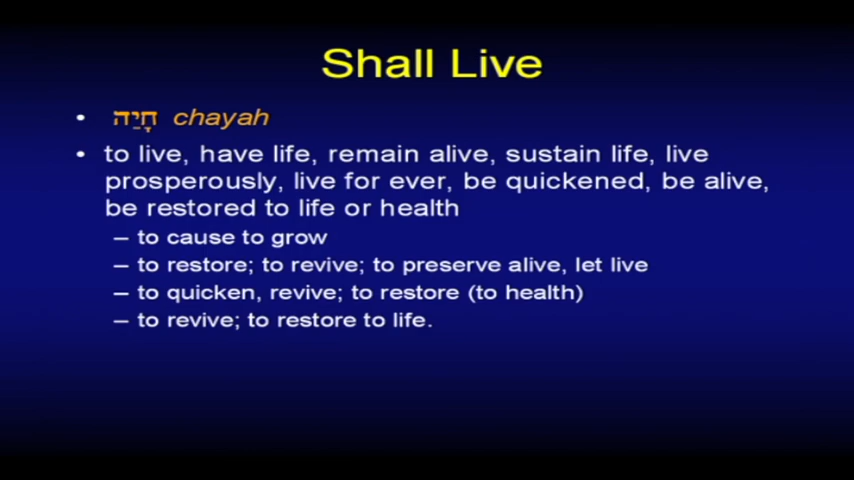 Shall Live
• חָיַה chayah
• to live, have life, remain alive, sustain life, live
prosperously, live for ever, be quickened, be alive,
be restored to life or health
– to cause to grow
– to restore; to revive; to preserve alive, let live
– to quicken, revive; to restore (to health)
– to revive; to restore to life.